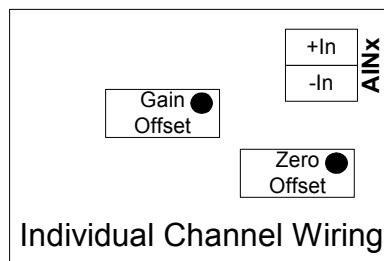 +In
-In
AINx
Gain
Offset
Zero
Offset
Individual Channel Wiring